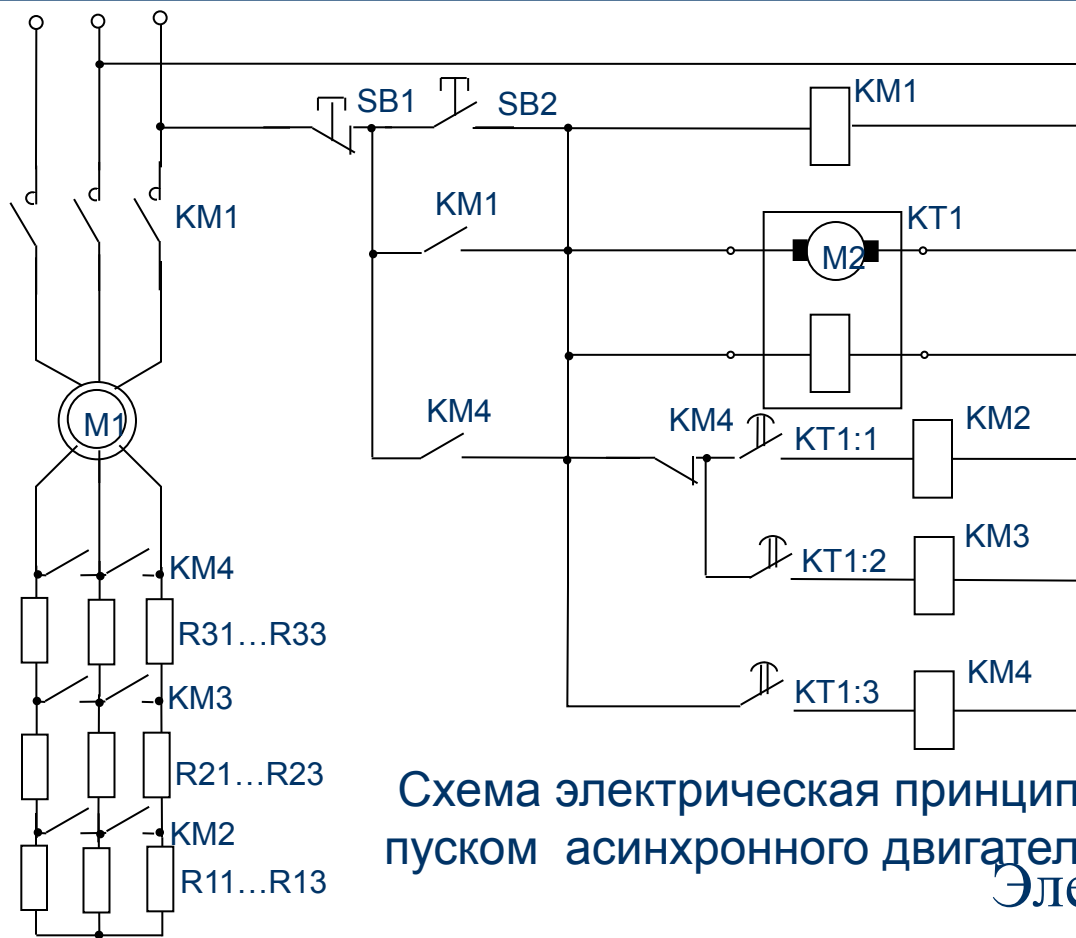 SB1
SB2
KM1
KM1
KM1
KT1
M2
M1
KM4
KM4
KT1:1
KM2
KT1:2
KM3
KM4
R31...R33
KT1:3
KM4
KM3
R21...R23
KM2
R11...R13
Схема электрическая принцип
пуском асинхронного двигател
Эле